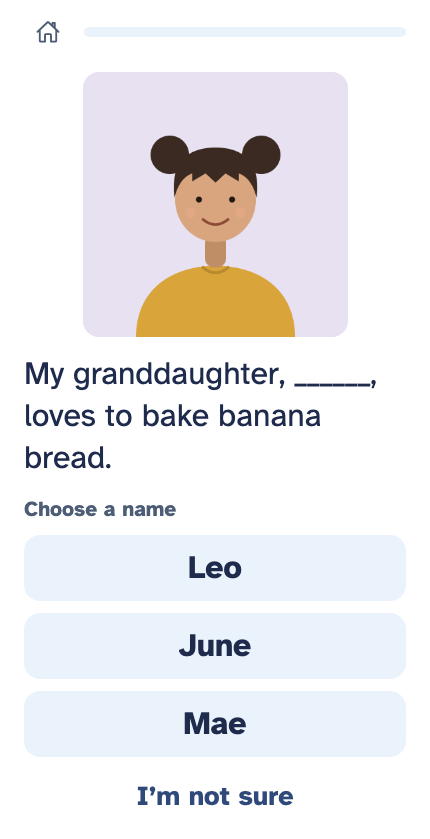 My granddaughter, ______,
loves to bake banana
bread.
Choose a name
Leo
June
Mae
I’m not sure